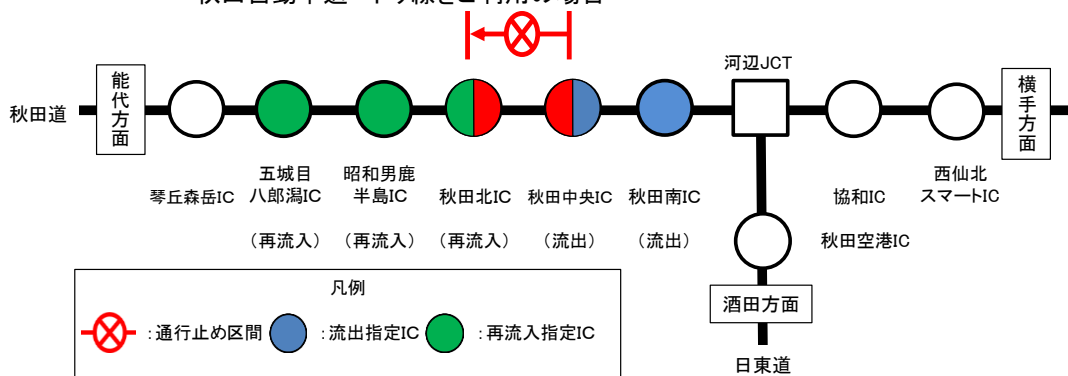 河辺JCT
秋田道
能代方面
横手方面
琴丘森岳IC
五城目
八郎潟IC
(再流入)
昭和男鹿
半島IC
(再流入)
秋田北IC
(再流入)
秋田中央IC
(流出)
秋田南IC
(流出)
協和IC
西仙北
スマートIC
秋田空港IC
酒田方面
日東道
凡例
:通行止め区間
:流出指定IC
:再流入指定IC